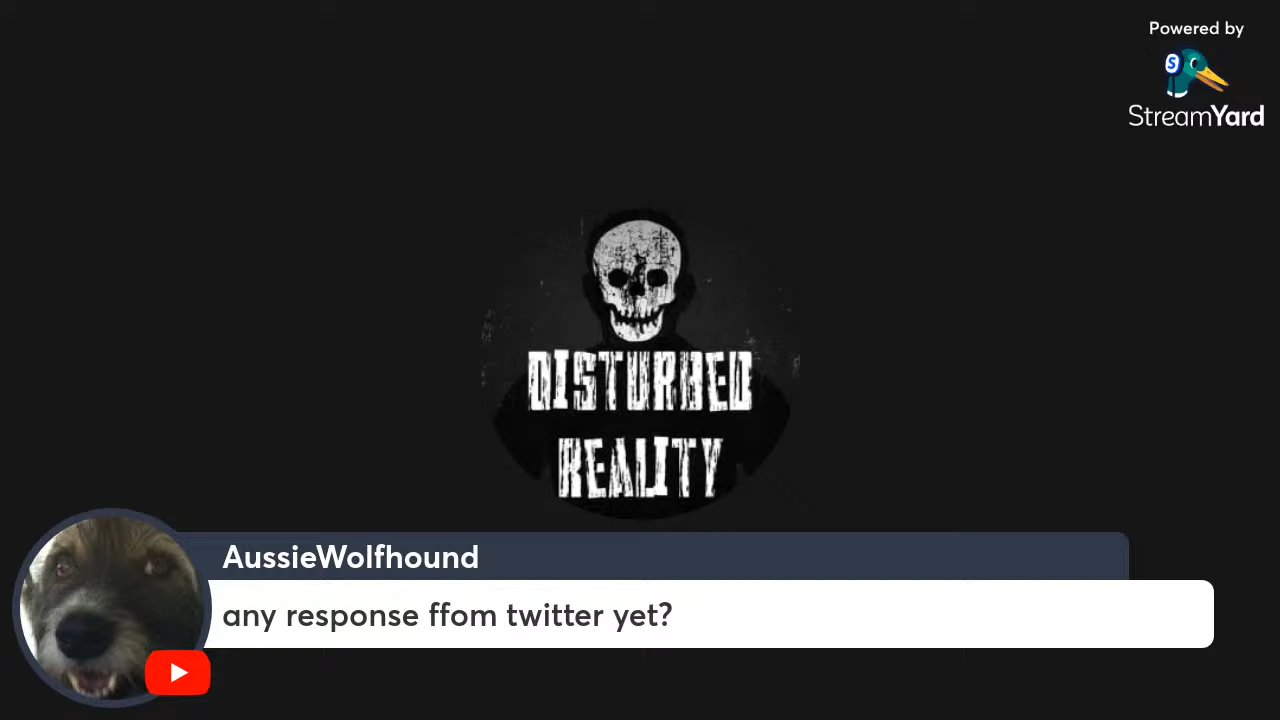 Powered by
S
StreamYard
DISTURBED
REALITY
AussieWolfhound
any response ffom twitter yet?